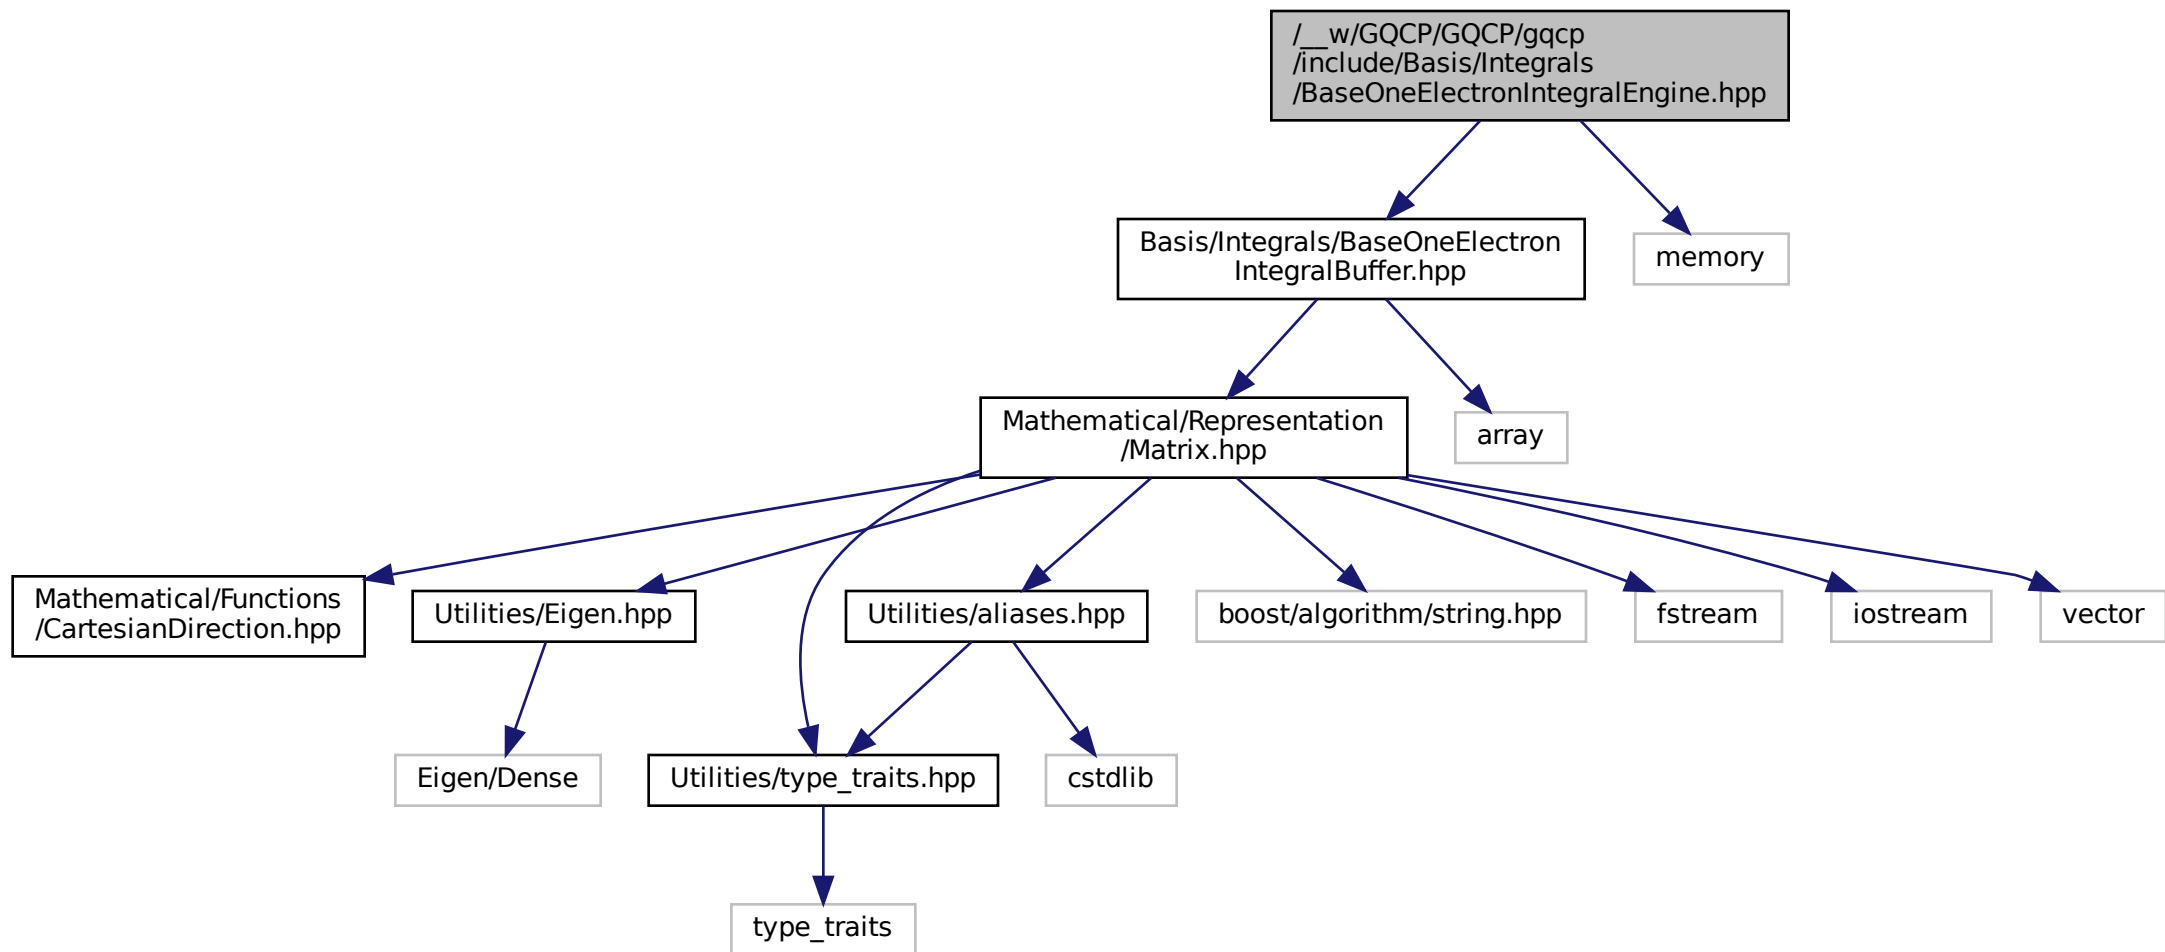 /__w/GQCP/GQCP/gqcp
/include/Basis/Integrals
/BaseOneElectronIntegralEngine.hpp
Basis/Integrals/BaseOneElectron
IntegralBuffer.hpp
memory
Mathematical/Representation
/Matrix.hpp
array
Mathematical/Functions
/CartesianDirection.hpp
Utilities/Eigen.hpp
Utilities/aliases.hpp
boost/algorithm/string.hpp
fstream
iostream
vector
Eigen/Dense
Utilities/type_traits.hpp
cstdlib
type_traits